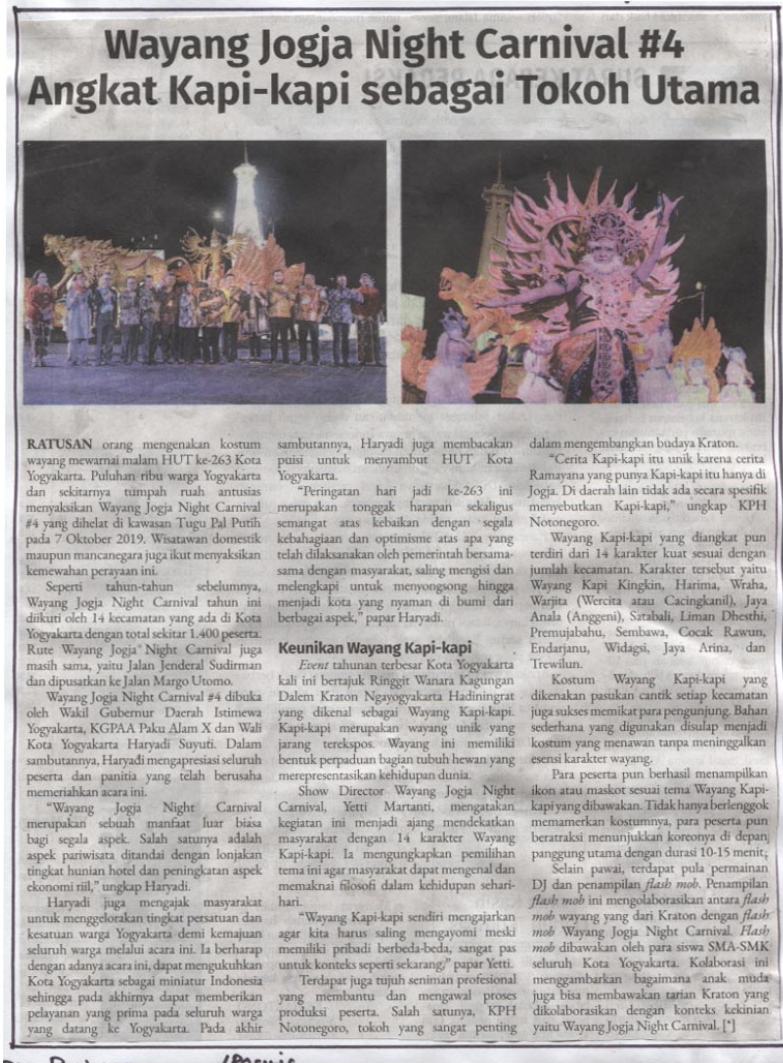 Wayang Jogja Night Carnival #4
Angkat Kapi-kapi sebagai Tokoh Utama
RATUSAN orang mengenakan kostum
wayang mewarnai malam HUT ke-263 Kota
Yogyakarta. Puluhan ribu warga Yogyakarta
dan sekitarnya tumpah ruah antusias
menyaksikan Wayang Jogja Night Carnival
#4 yang dihelat di kawasan Tugu Pal Putih
pada 7 Oktober 2019. Wisatawan domestik
maupun mancanegara juga ikut menyaksikan
kemewahan perayaan ini.
Seperti tahun-tahun sebelumnya,
Wayang Jogja Night Carnival tahun ini
diikuti oleh 14 kecamatan yang ada di Kota
Yogyakarta dengan total sekitar 1.400 peserta.
Rute Wayang Jogja Night Carnival juga
masih sama, yaitu Jalan Jenderal Sudirman
dan dipusatkan ke Jalan Margo Utomo.
Wayang Jogja Night Carnival #4 dibuka
oleh Wakil Gubernur Daerah Istimewa
Yogyakarta, KGPAA Paku Alam X dan Wali
Kota Yogyakarta Haryadi Suyuti. Dalam
sambutannya, Haryadi mengapresiasi seluruh
peserta dan panitia yang telah berusaha
memeriahkan acara ini.
"Wayang Jogja Night Carnival
merupakan sebuah manfaat luar biasa
bagi segala aspek. Salah satunya adalah
aspek pariwisata ditandai dengan lonjakan
tingkat hunian hotel dan peningkatan aspek
ekonomi riil," ungkap Haryadi.
Haryadi juga mengajak masyarakat
untuk menggelorakan tingkat persatuan dan
kesatuan warga Yogyakarta demi kemajuan
seluruh warga melalui acara ini. Ia berharap
dengan adanya acara ini, dapat mengukuhkan
Kota Yogyakarta sebagai miniatur Indonesia
sehingga pada akhirnya dapat memberikan
pelayanan yang prima pada seluruh warga
yang datang ke Yogyakarta. Pada akhir
sambutannya, Haryadi juga membacakan
puisi untuk menyambut HUT Kota
Yogyakarta.
"Peringatan hari jadi ke-263 ini
merupakan tonggak harapan sekaligus
semangat atas kebaikan dengan segala
kebahagiaan dan optimisme atas apa yang
telah dilaksanakan oleh pemerintah bersama-
sama dengan masyarakat, saling mengisi dan
melengkapi untuk menyongsong hingga
menjadi kota yang nyaman di bumi dari
berbagai aspek," papar Haryadi.
Keunikan Wayang Kapi-kapi
Event tahunan terbesar Kota Yogyakarta
kali ini bertajuk Ringgit Wanara Kagungan
Dalem Kraton Ngayogyakarta Hadiningrat
yang dikenal sebagai Wayang Kapi-kapi.
Kapi-kapi merupakan wayang unik yang
jarang terekspos. Wayang ini memiliki
bentuk perpaduan bagian tubuh hewan yang
merepresentasikan kehidupan dunia.
Show Director Wayang Jogja Night
Carnival, Yetti Martanti, mengatakan
kegiatan ini menjadi ajang mendekatkan
masyarakat dengan 14 karakter Wayang
Kapi-kapi. Ia mengungkapkan pemilihan
tema ini agar masyarakat dapat mengenal dan
memaknai filosofi dalam kehidupan sehari-
hari.
"Wayang Kapi-kapi sendiri mengajarkan
agar kita harus saling mengayomi meski
memiliki pribadi berbeda-beda, sangat pas
untuk konteks seperti sekarang," papar Yetti.
Terdapat juga tujuh seniman profesional
yang membantu dan mengawal proses
produksi peserta. Salah satunya, KPH
Notonegoro, tokoh yang sangat penting
dalam mengembangkan budaya Kraton.
"Cerita Kapi-kapi itu unik karena cerita
Ramayana yang punya Kapi-kapi itu hanya di
Jogja. Di daerah lain tidak ada secara spesifik
menyebutkan Kapi-kapi," ungkap KPH
Notonegoro.
Wayang Kapi-kapi yang diangkat pun
terdiri dari 14 karakter kuat sesuai dengan
jumlah kecamatan. Karakter tersebut yaitu
Wayang Kapi Kingkin, Harima, Wraha,
Warjita (Wercita atau Cacingkanil), Jaya
Anala (Anggeni), Satabali, Liman Dhesthi,
Premujabahu, Sembawa, Cocak Rawun,
Endarjanu, Widagsi, Jaya Arina, dan
Trewilun.
Kostum Wayang Kapi-kapi yang
dikenakan pasukan cantik setiap kecamatan
juga sukses memikat para pengunjung. Bahan
sederhana yang digunakan disulap menjadi
kostum yang menawan tanpa meninggalkan
esensi karakter wayang.
Para peserta pun berhasil menampilkan
ikon atau maskot sesuai tema Wayang Kapi-
kapi yang dibawakan. Tidak hanya berlenggok
memamerkan kostumnya, para peserta pun
beratraksi menunjukkan koreonya di depan
panggung utama dengan durasi 10-15 menit.
Selain pawai, terdapat pula permainan
DJ dan penampilan flash mob. Penampilan
flash mob ini mengolaborasikan antara flash
mob wayang yang dari Kraton dengan flash
mob Wayang Jogja Night Carnival. Flash
mob dibawakan oleh para siswa SMA-SMK
seluruh Kota Yogyakarta. Kolaborasi ini
menggambarkan bagaimana anak muda
juga bisa membawakan tarian Kraton yang
dikolaborasikan dengan konteks kekinian
yaitu Wayang Jogja Night Carnival. [*]